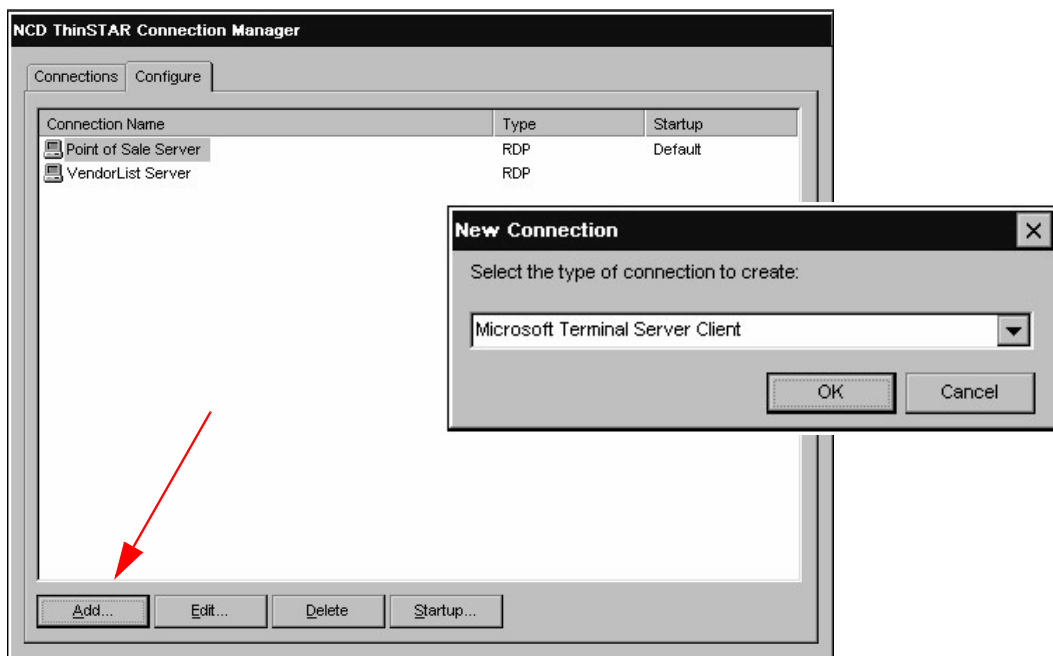 NCD ThinSTAR Connection Manager
Connections Configure
Connection Name Type Startup
Point of Sale Server RDP Default
VendorList Server RDP
New Connection
Select the type of connection to create:
Microsoft Terminal Server Client
OK Cancel
Add... Edit... Delete Startup...